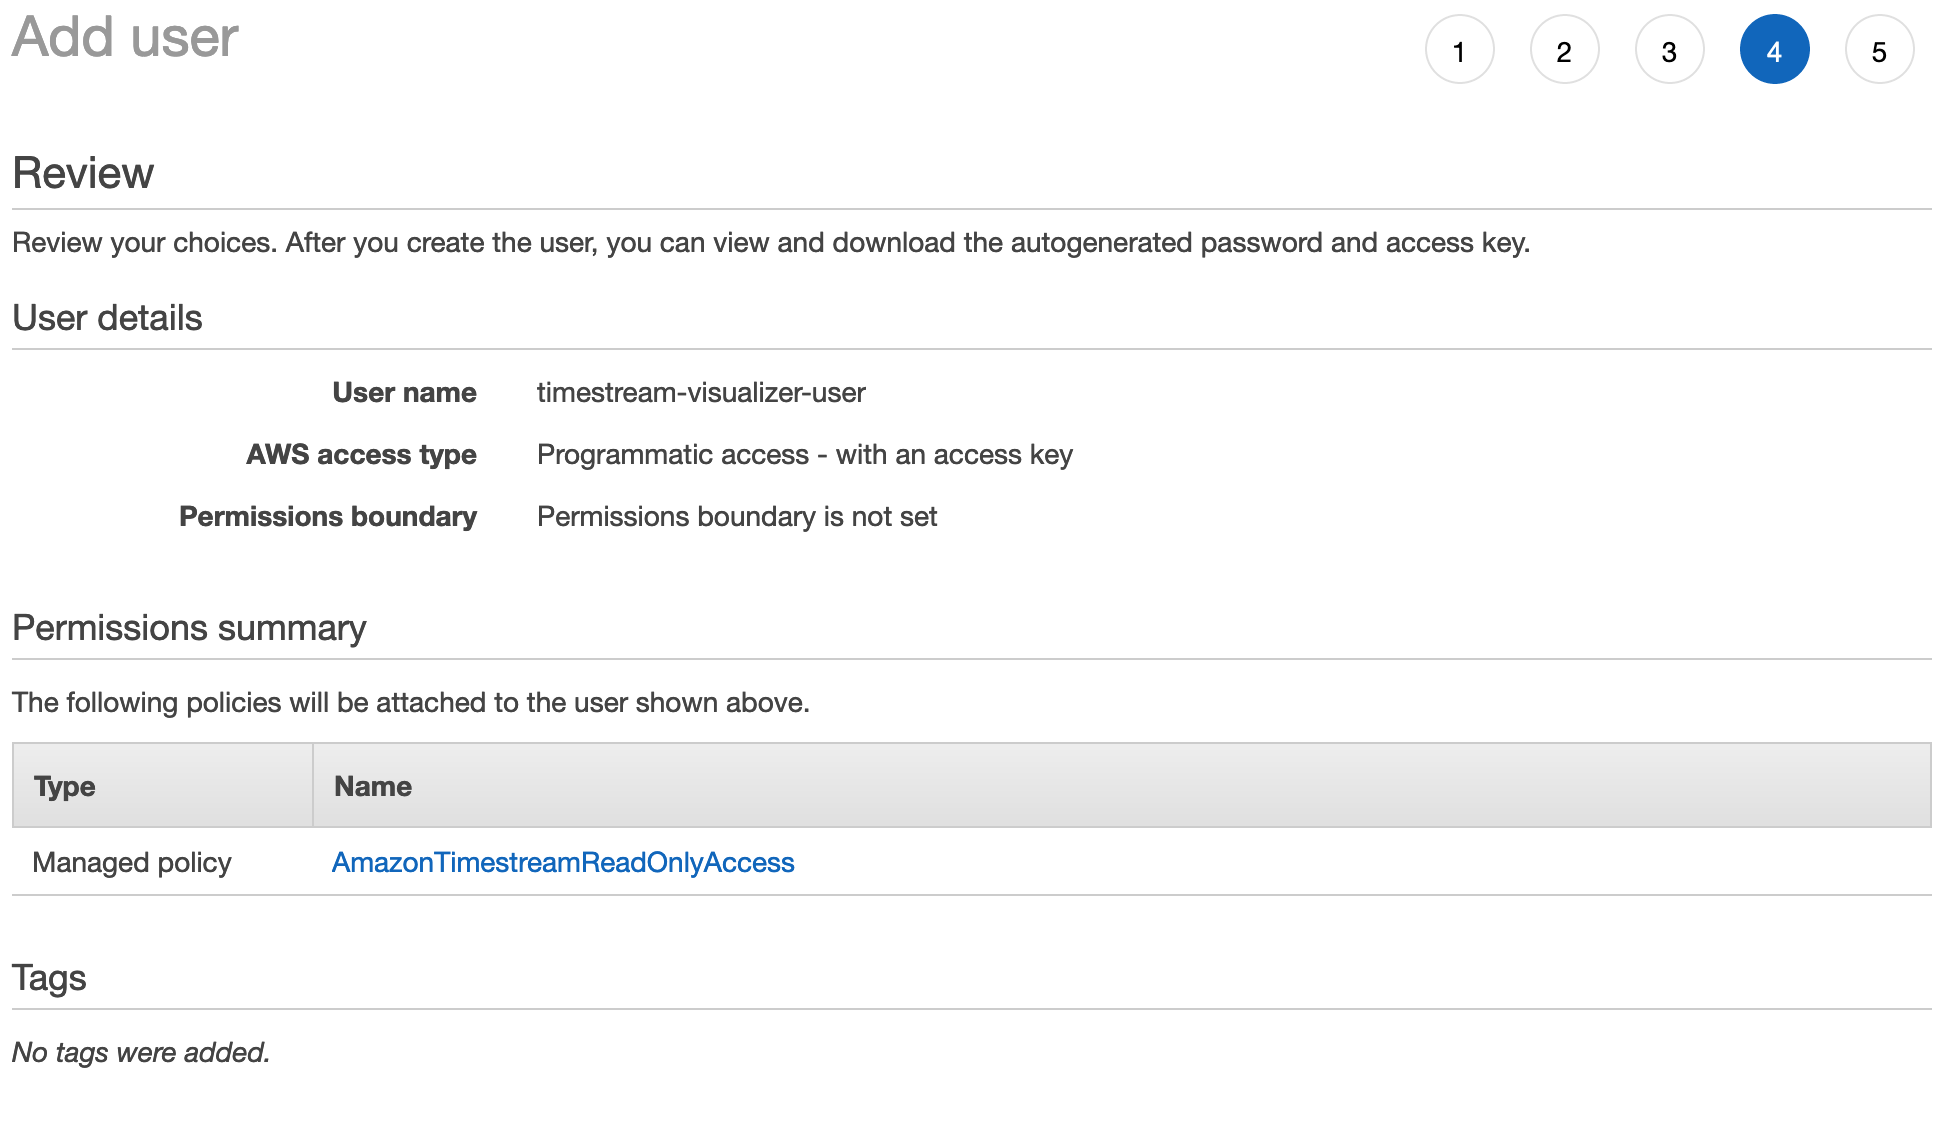 Add user
1 2 3 4 5
Review
Review your choices. After you create the user, you can view and download the autogenerated password and access key.
User details
User name timestream-visualizer-user
AWS access type Programmatic access - with an access key
Permissions boundary Permissions boundary is not set
Permissions summary
The following policies will be attached to the user shown above.
Type Name
Managed policy AmazonTimestreamReadOnlyAccess
Tags
No tags were added.